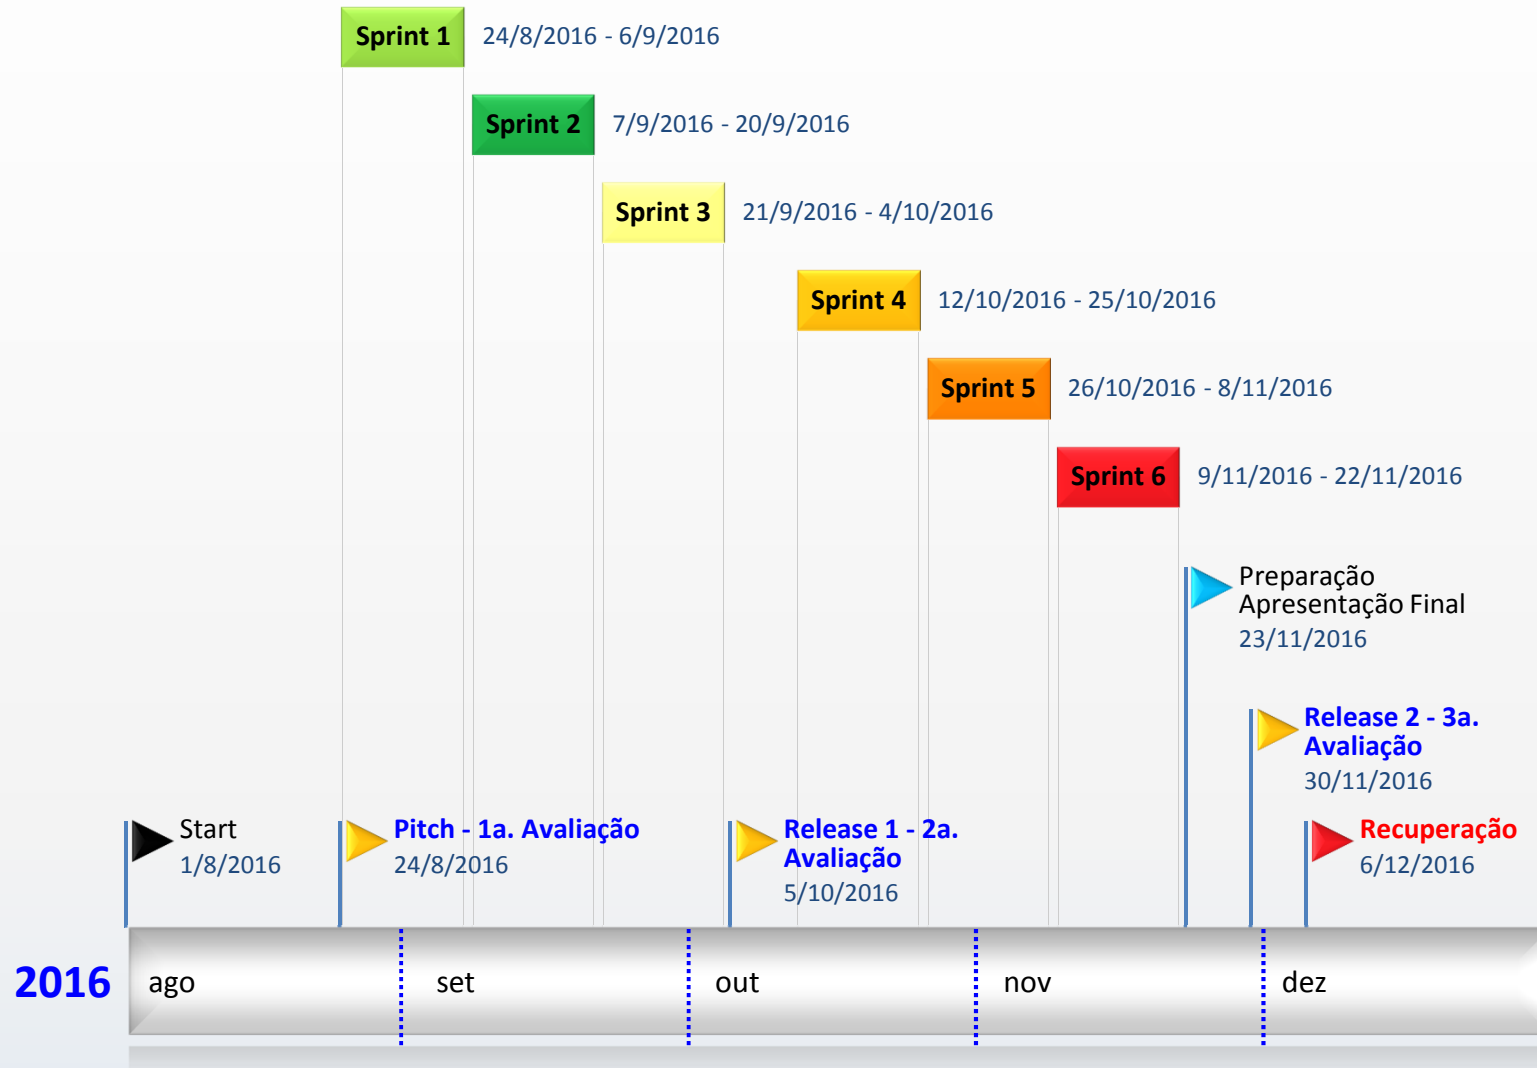 Sprint 1
24/8/2016 - 6/9/2016
Sprint 2
7/9/2016 - 20/9/2016
Sprint 3
21/9/2016 - 4/10/2016
Sprint 4
12/10/2016 - 25/10/2016
Sprint 5
26/10/2016 - 8/11/2016
Sprint 6
9/11/2016 - 22/11/2016
Preparação
Apresentação Final
23/11/2016
Release 2 - 3a.
Avaliação
30/11/2016
Start
1/8/2016
Pitch - 1a. Avaliação
24/8/2016
Release 1 - 2a.
Avaliação
5/10/2016
Recuperação
6/12/2016
2016
ago
set
out
nov
dez